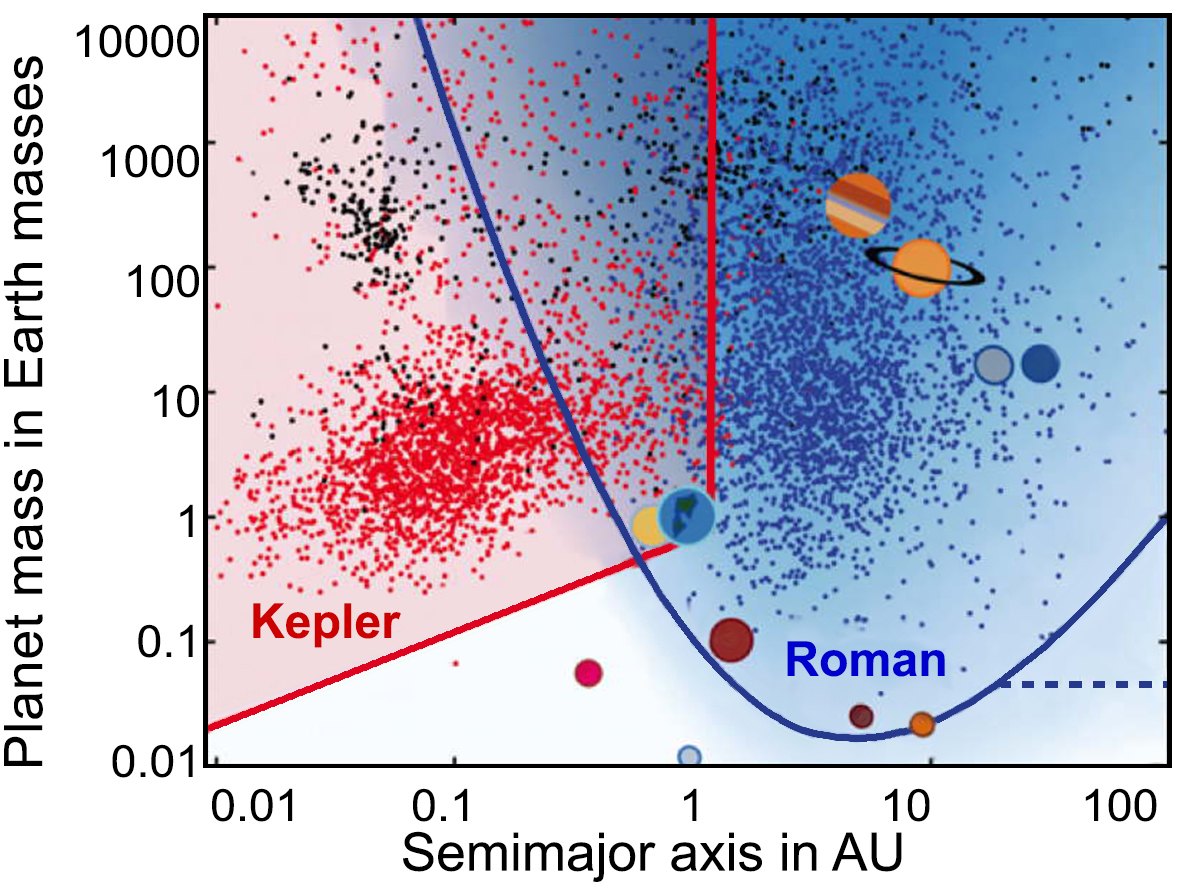 Planet mass in Earth masses
10000
1000
100
10
1
0.1
0.01
Kepler
Roman
0.01 0.1 1 10 100
Semimajor axis in AU